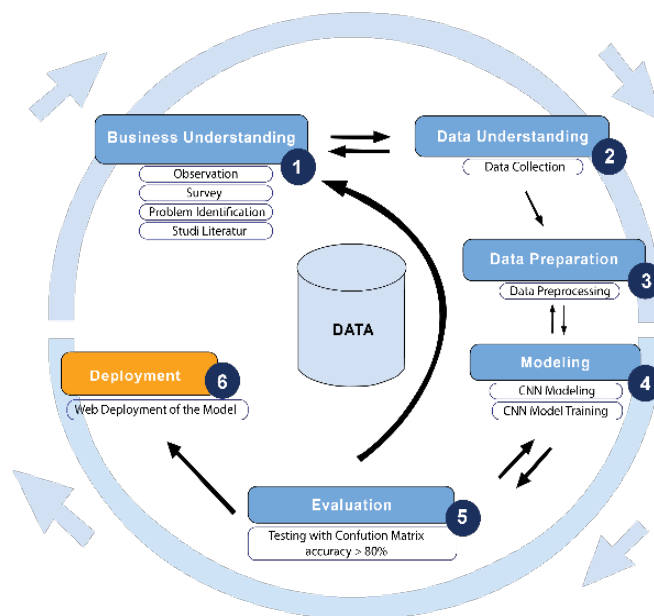 Business Understanding
1
Observation
Survey
Problem Identification
Studi Literatur
Data Understanding
2
Data Collection
Data Preparation
3
Data Preprocessing
DATA
Modeling
4
CNN Modeling
CNN Model Training
Deployment
6
Web Deployment of the Model
Evaluation
5
Testing with Confution Matrix
accuracy > 80%